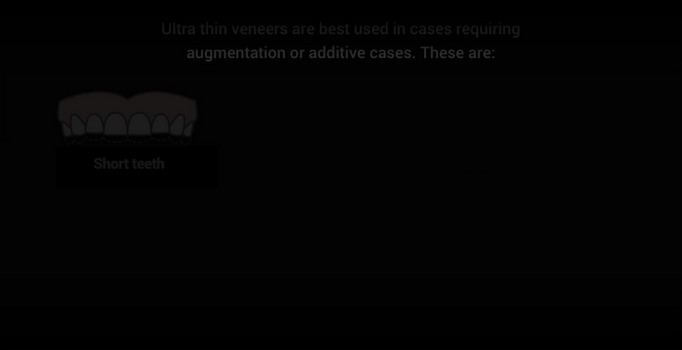 Ultra thin veneers are best used in cases requiring
augmentation or additive cases. These are:
Short teeth